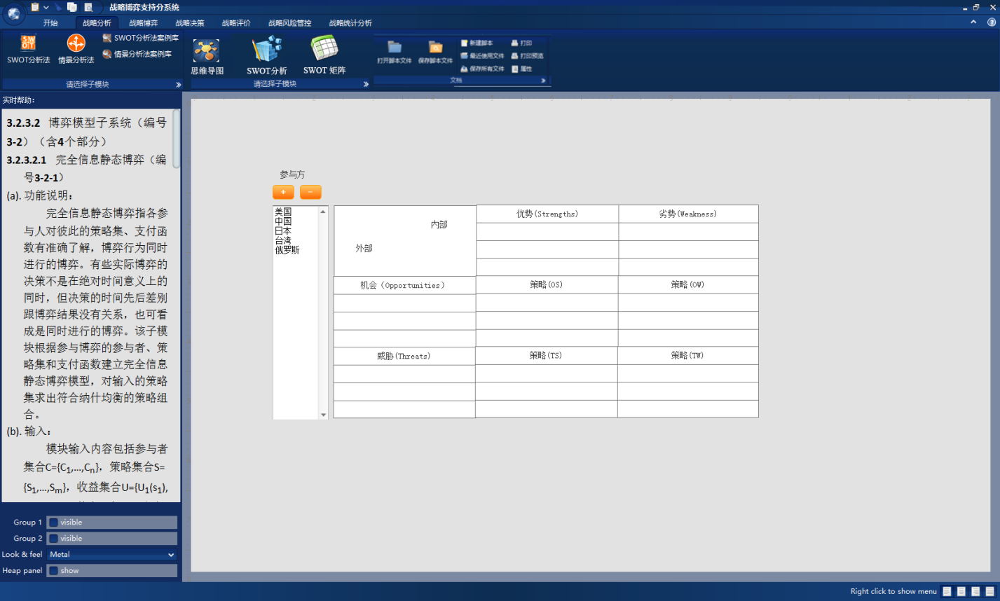 战略博弈支持分系统
开始 战略分析 战略博弈 战略决策 战略评价 战略风险管控 战略统计分析
SWOT分析法
情景分析法
SWOT分析法案例库
情景分析法案例库
请选择子模块
思维导图
SWOT分析
SWOT 矩阵
请选择子模块
打开脚本文件
保存脚本文件
新建脚本
最近使用文件
保存所有文件
打印
打印预览
属性
文档
实时帮助:
3.2.3.2 博弈模型子系统（编号
3-2）（含4个部分）
3.2.3.2.1 完全信息静态博弈（编
号3-2-1）
(a). 功能说明:
完全信息静态博弈指各参
与人对彼此的策略集、支付函
数有准确了解，博弈行为同时
进行的博弈。有些实际博弈的
决策不是在绝对时间意义上的
同时，但决策的时间先后差别
跟博弈结果没有关系，也可看
成是同时进行的博弈。该子模
块根据参与博弈的参与者、策
略集和支付函数建立完全信息
静态博弈模型，对输入的策略
集求出符合纳什均衡的策略组
合。
(b). 输入:
模块输入内容包括参与者
集合C={C1,...,Cn}，策略集合S=
{S1,...,Sm}，收益集合U={U1(s1),
Group 1 visible
Group 2 visible
Look & feel Metal
Heap panel show
参与方
+ -
美国
中国
日本
台湾
俄罗斯
内部
外部
优势(Strengths) 劣势(Weakness)
机会（Opportunities） 策略(OS) 策略(OW)
威胁(Threats) 策略(TS) 策略(TW)
Right click to show menu